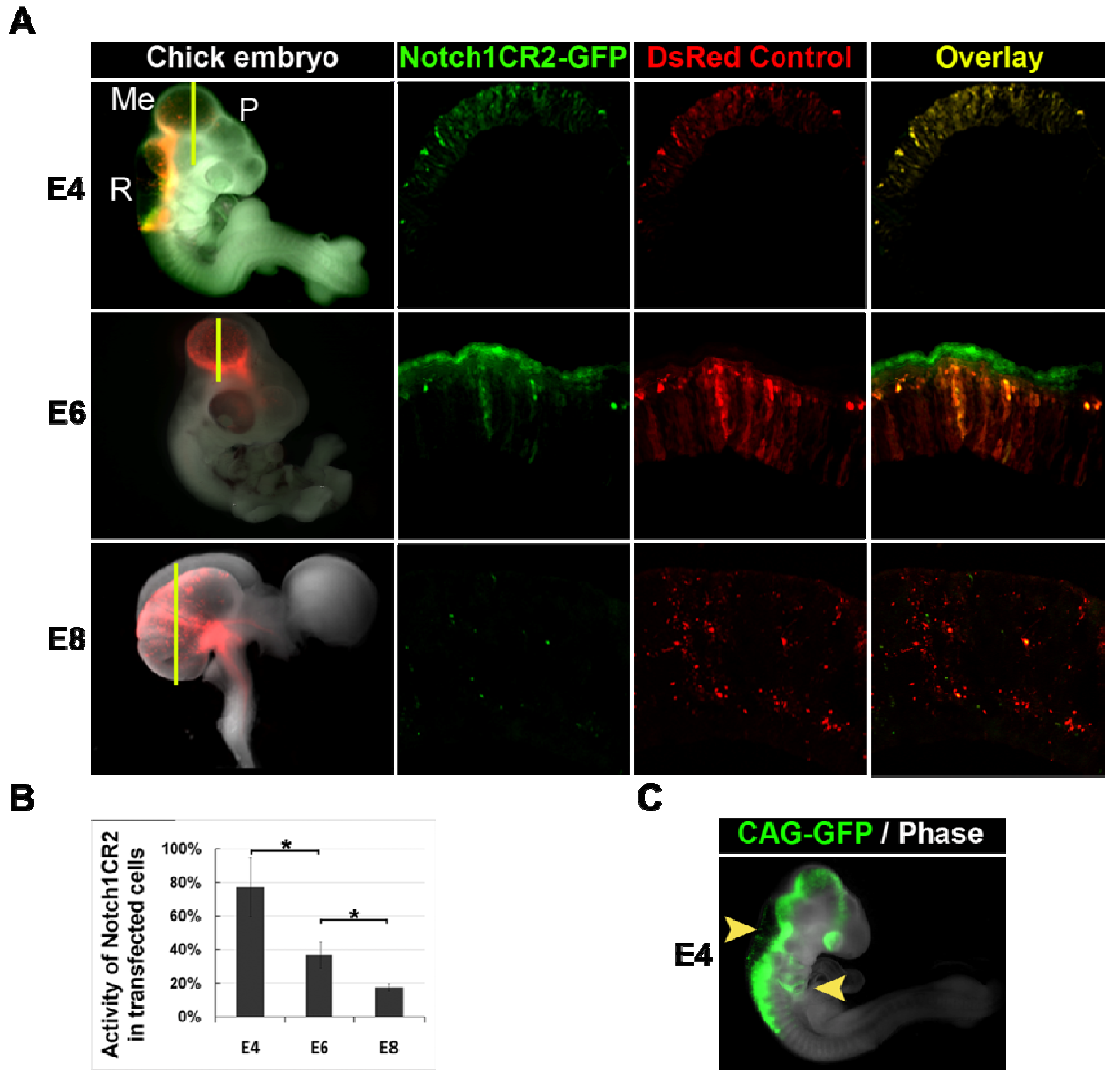 A
Chick embryo
Notch1CR2-GFP
DsRed Control
Overlay
E4
Me
P
R
E6
E8
B
Activity of Notch1CR2
in transfected cells
100%
80%
60%
40%
20%
0%
*
*
E4
E6
E8
C
CAG-GFP / Phase
E4